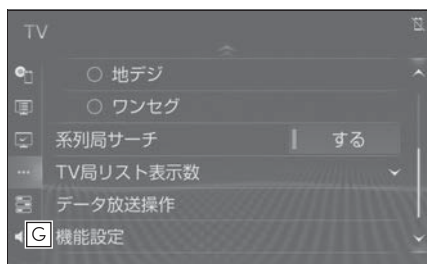 TV
○ 地デジ
○ ワンセグ
系列局サーチ する
TV局リスト表示数
データ放送操作
G 機能設定